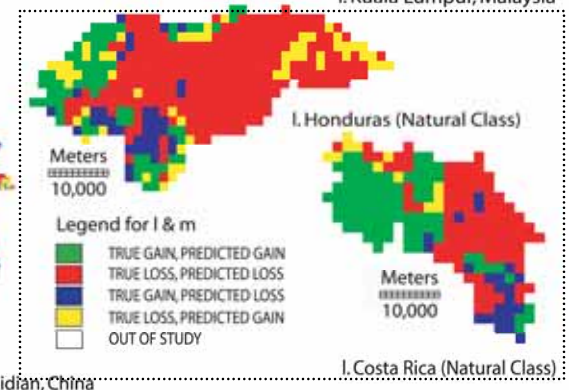 l. Kuala Lumpur, Malaysia
l. Honduras (Natural Class)
Meters
10,000
Legend for l & m
TRUE GAIN, PREDICTED GAIN
TRUE LOSS, PREDICTED LOSS
TRUE GAIN, PREDICTED LOSS
TRUE LOSS, PREDICTED GAIN
OUT OF STUDY
Meters
10,000
l. Costa Rica (Natural Class)
idian, China